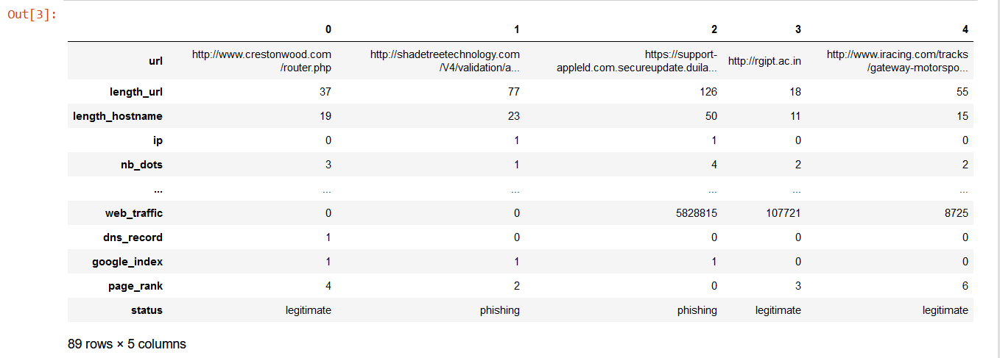 Out[3]:
0 1 2 3 4
url http://www.crestonwood.com/router.php http://shadetreetechnology.com/V4/validation/a... https://support-appleld.com.secureupdate.duila... http://rgipt.ac.in http://www.iracing.com/tracks/gateway-motorspo...
length_url 37 77 126 18 55
length_hostname 19 23 50 11 15
ip 0 1 1 0 0
nb_dots 3 1 4 2 2
... ... ... ... ... ...
web_traffic 0 0 5828815 107721 8725
dns_record 1 0 0 0 0
google_index 1 1 1 0 0
page_rank 4 2 0 3 6
status legitimate phishing phishing legitimate legitimate
89 rows × 5 columns